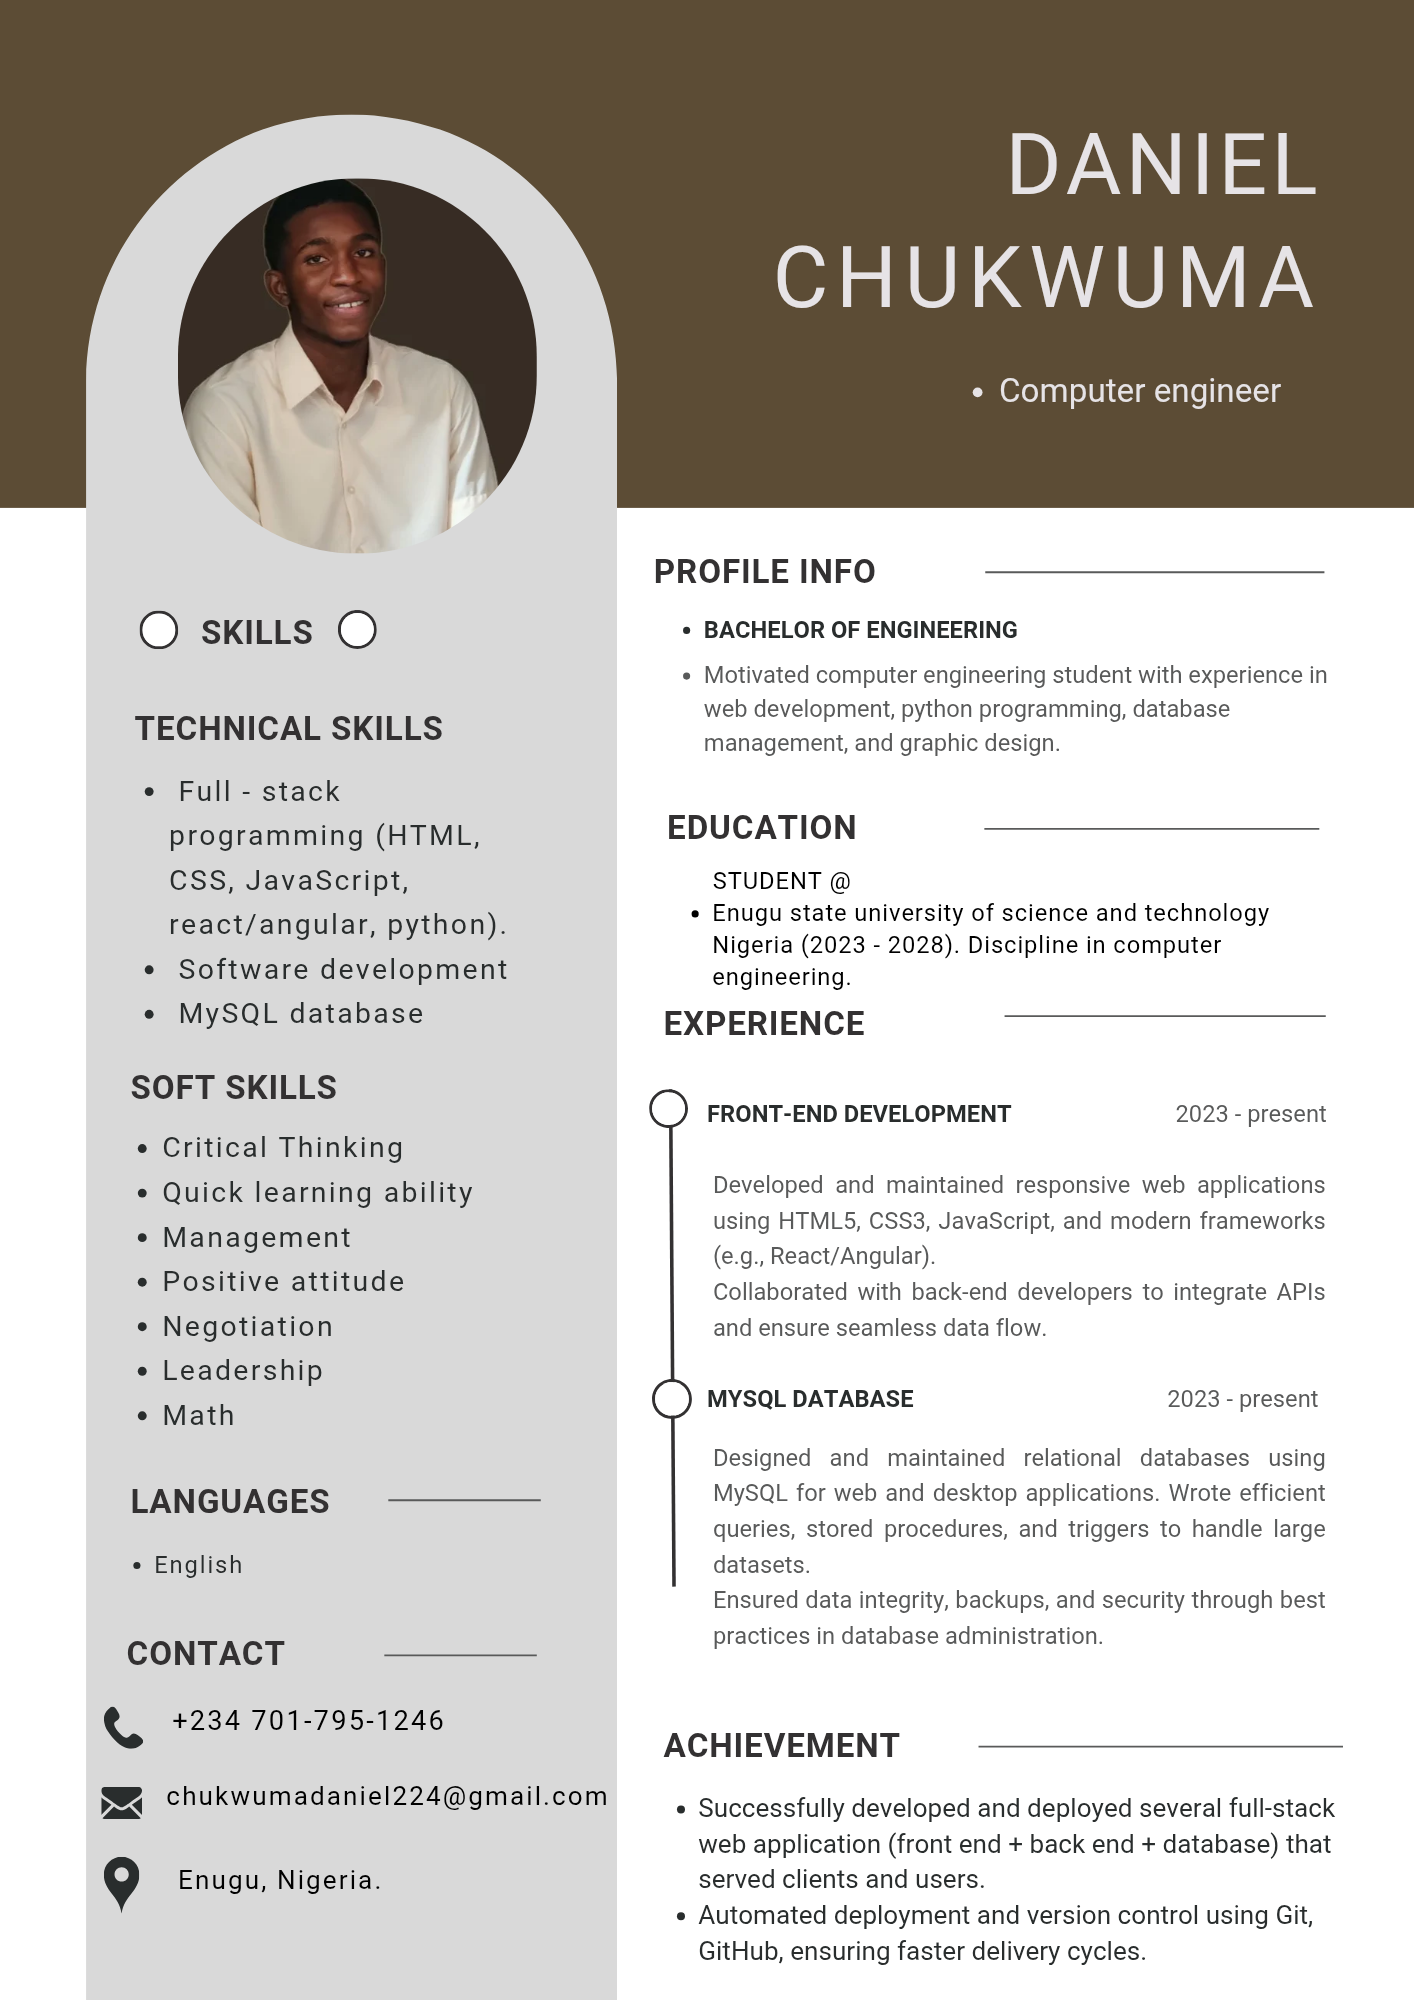 DANIEL
CHUKWUMA
• Computer engineer
SKILLS
TECHNICAL SKILLS
• Full - stack
programming (HTML,
CSS, JavaScript,
react/angular, python).
• Software development
• MySQL database
SOFT SKILLS
• Critical Thinking
• Quick learning ability
• Management
• Positive attitude
• Negotiation
• Leadership
• Math
LANGUAGES
• English
CONTACT
+234 701-795-1246
chukwumadaniel224@gmail.com
Enugu, Nigeria.
PROFILE INFO
• BACHELOR OF ENGINEERING
• Motivated computer engineering student with experience in
web development, python programming, database
management, and graphic design.
EDUCATION
STUDENT @
• Enugu state university of science and technology
Nigeria (2023 - 2028). Discipline in computer
engineering.
EXPERIENCE
FRONT-END DEVELOPMENT 2023 - present
Developed and maintained responsive web applications
using HTML5, CSS3, JavaScript, and modern frameworks
(e.g., React/Angular).
Collaborated with back-end developers to integrate APIs
and ensure seamless data flow.
MYSQL DATABASE 2023 - present
Designed and maintained relational databases using
MySQL for web and desktop applications. Wrote efficient
queries, stored procedures, and triggers to handle large
datasets.
Ensured data integrity, backups, and security through best
practices in database administration.
ACHIEVEMENT
• Successfully developed and deployed several full-stack
web application (front end + back end + database) that
served clients and users.
• Automated deployment and version control using Git,
GitHub, ensuring faster delivery cycles.